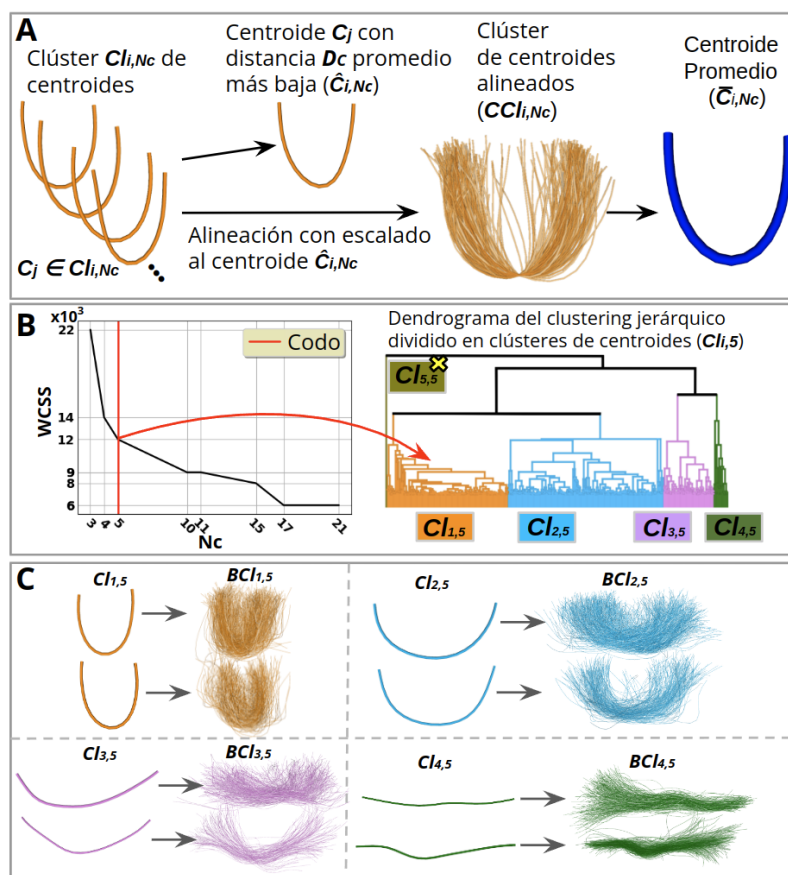 A
Clúster Cl i,Nc de
centroides
Centroide Cj con
distancia Dc promedio
más baja (Ĉi,Nc)
Clúster
de centroides
alineados
(CCl i,Nc)
Centroide
Promedio
(C̄i,Nc)
Alineación con escalado
al centroide Ĉi,Nc
Cj ∈ Cl i,Nc
B
x10³
22
14
12
9
8
6
WCSS
3 4 5 10 11 15 17 21
Nc
Codo
Dendrograma del clustering jerárquico
dividido en clústeres de centroides (Cl i,5)
Cl5,5
Cl1,5
Cl2,5
Cl3,5
Cl4,5
C
Cl1,5
BCl1,5
Cl2,5
BCl2,5
Cl3,5
BCl3,5
Cl4,5
BCl4,5